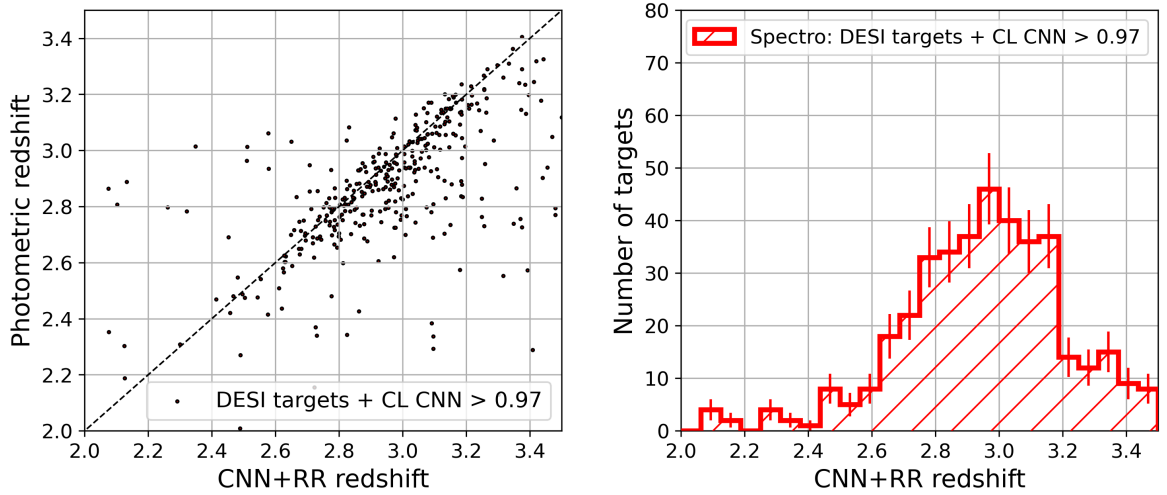 3.4
3.2
3.0
2.8
2.6
2.4
2.2
2.0
Photometric redshift
DESI targets + CL CNN > 0.97
2.0 2.2 2.4 2.6 2.8 3.0 3.2 3.4
CNN+RR redshift
80
70
60
50
40
30
20
10
0
Number of targets
Spectro: DESI targets + CL CNN > 0.97
2.0 2.2 2.4 2.6 2.8 3.0 3.2 3.4
CNN+RR redshift